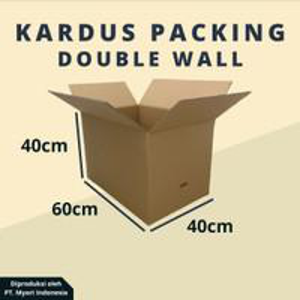 KARDUS PACKING
DOUBLE WALL
40cm
60cm
40cm
Diproduksi oleh
PT. Myori Indonesia